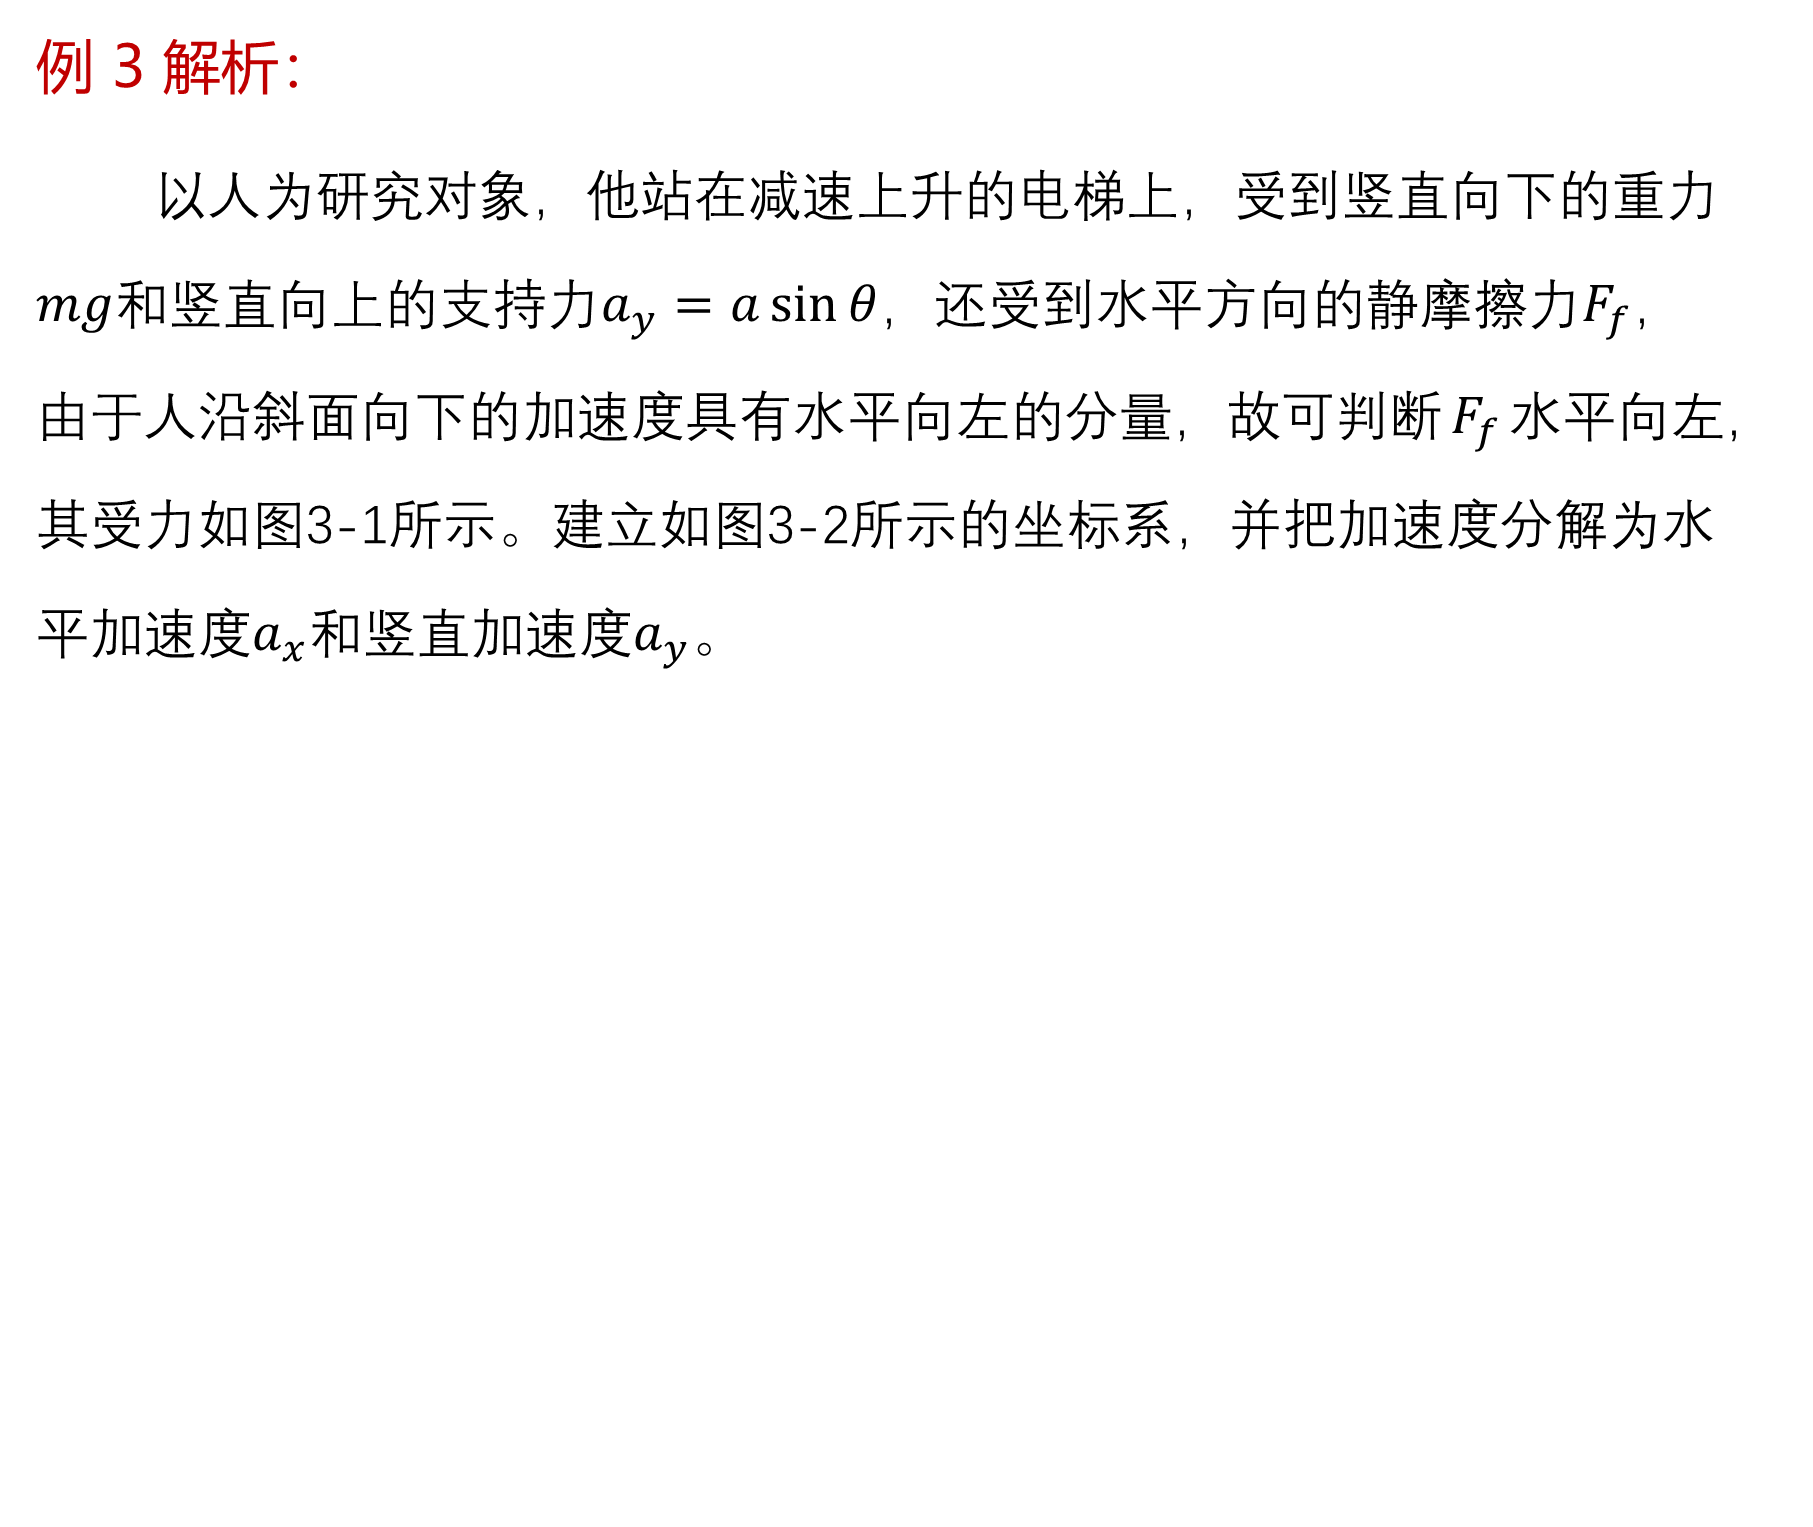 例 3 解析：
以人为研究对象，他站在减速上升的电梯上，受到竖直向下的重力
mg和竖直向上的支持力a_y = a sin θ，还受到水平方向的静摩擦力F_f，
由于人沿斜面向下的加速度具有水平向左的分量，故可判断F_f 水平向左，
其受力如图3-1所示。建立如图3-2所示的坐标系，并把加速度分解为水
平加速度a_x和竖直加速度a_y。